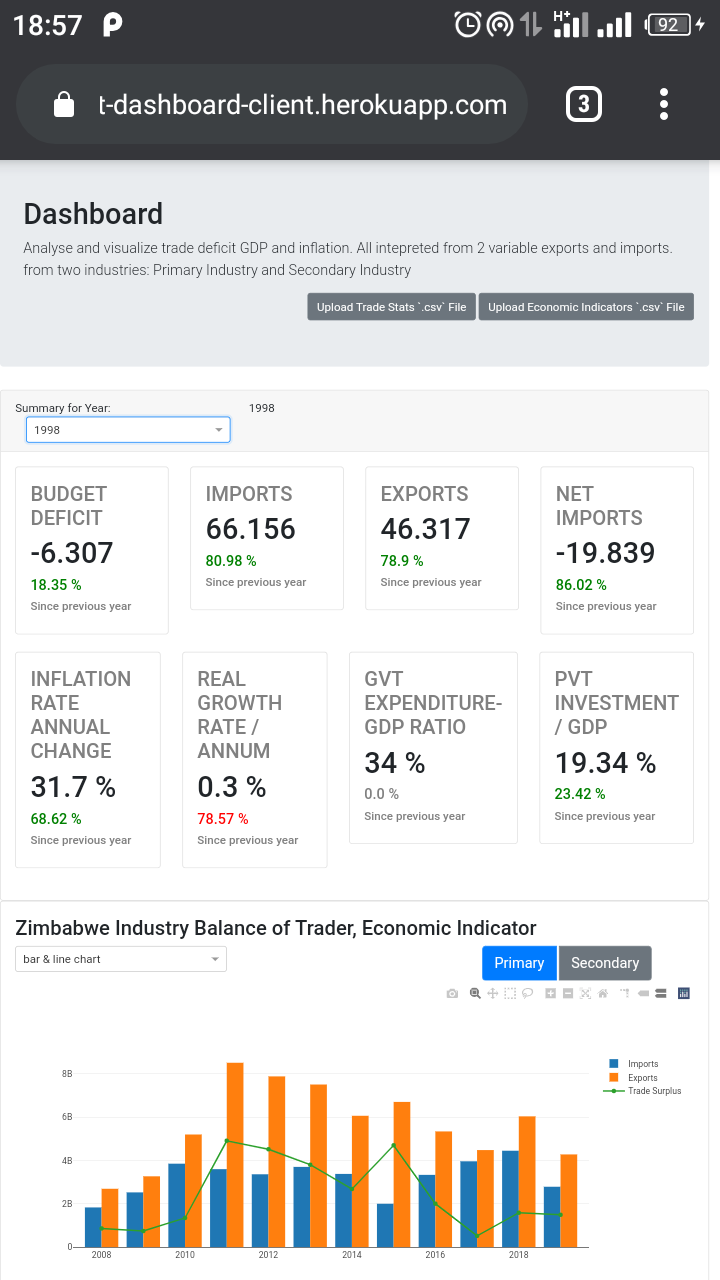 18:57
H+
92
t-dashboard-client.herokuapp.com
3
Dashboard
Analyse and visualize trade deficit GDP and inflation. All intepreted from 2 variable exports and imports.
from two industries: Primary Industry and Secondary Industry
Upload Trade Stats `.csv` File
Upload Economic Indicators `.csv` File
Summary for Year:
1998
1998
BUDGET
DEFICIT
-6.307
18.35 %
Since previous year
IMPORTS
66.156
80.98 %
Since previous year
EXPORTS
46.317
78.9 %
Since previous year
NET
IMPORTS
-19.839
86.02 %
Since previous year
INFLATION
RATE
ANNUAL
CHANGE
31.7 %
68.62 %
Since previous year
REAL
GROWTH
RATE /
ANNUM
0.3 %
78.57 %
Since previous year
GVT
EXPENDITURE-
GDP RATIO
34 %
0.0 %
Since previous year
PVT
INVESTMENT
/ GDP
19.34 %
23.42 %
Since previous year
Zimbabwe Industry Balance of Trader, Economic Indicator
bar & line chart
Primary
Secondary
Imports
Exports
Trade Surplus
8B
6B
4B
2B
0
2008
2010
2012
2014
2016
2018